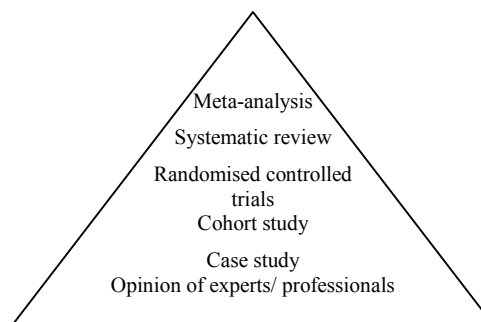 Meta-analysis
Systematic review
Randomised controlled
trials
Cohort study
Case study
Opinion of experts/ professionals